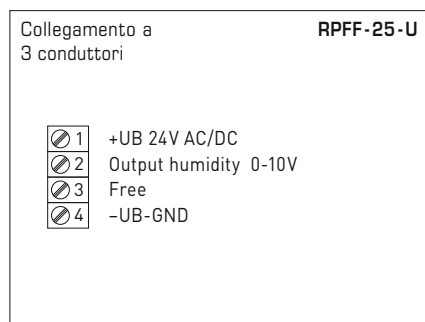 Collegamento a RPFF-25-U
3 conduttori
1 +UB 24V AC/DC
2 Output humidity 0-10V
3 Free
4 –UB-GND